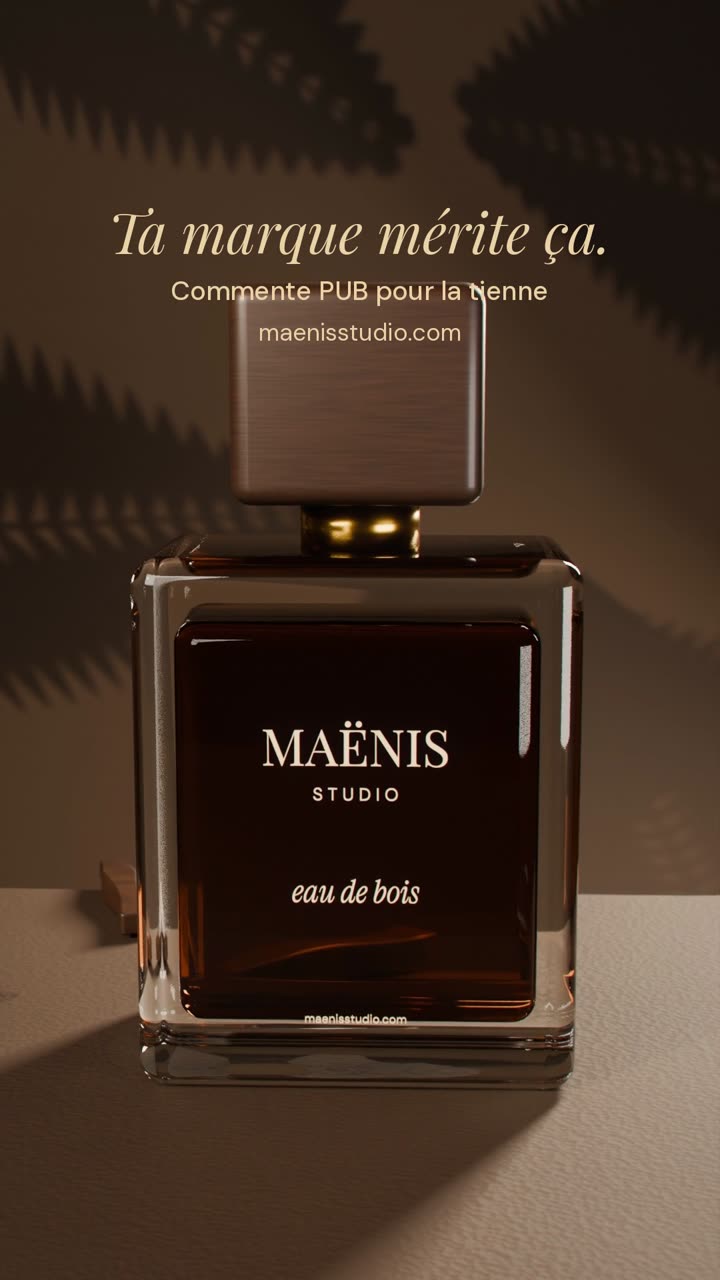 Ta marque mérite ça.
Commente PUB pour la tienne
maenisstudio.com
MAËNIS
STUDIO
eau de bois
maenisstudio.com